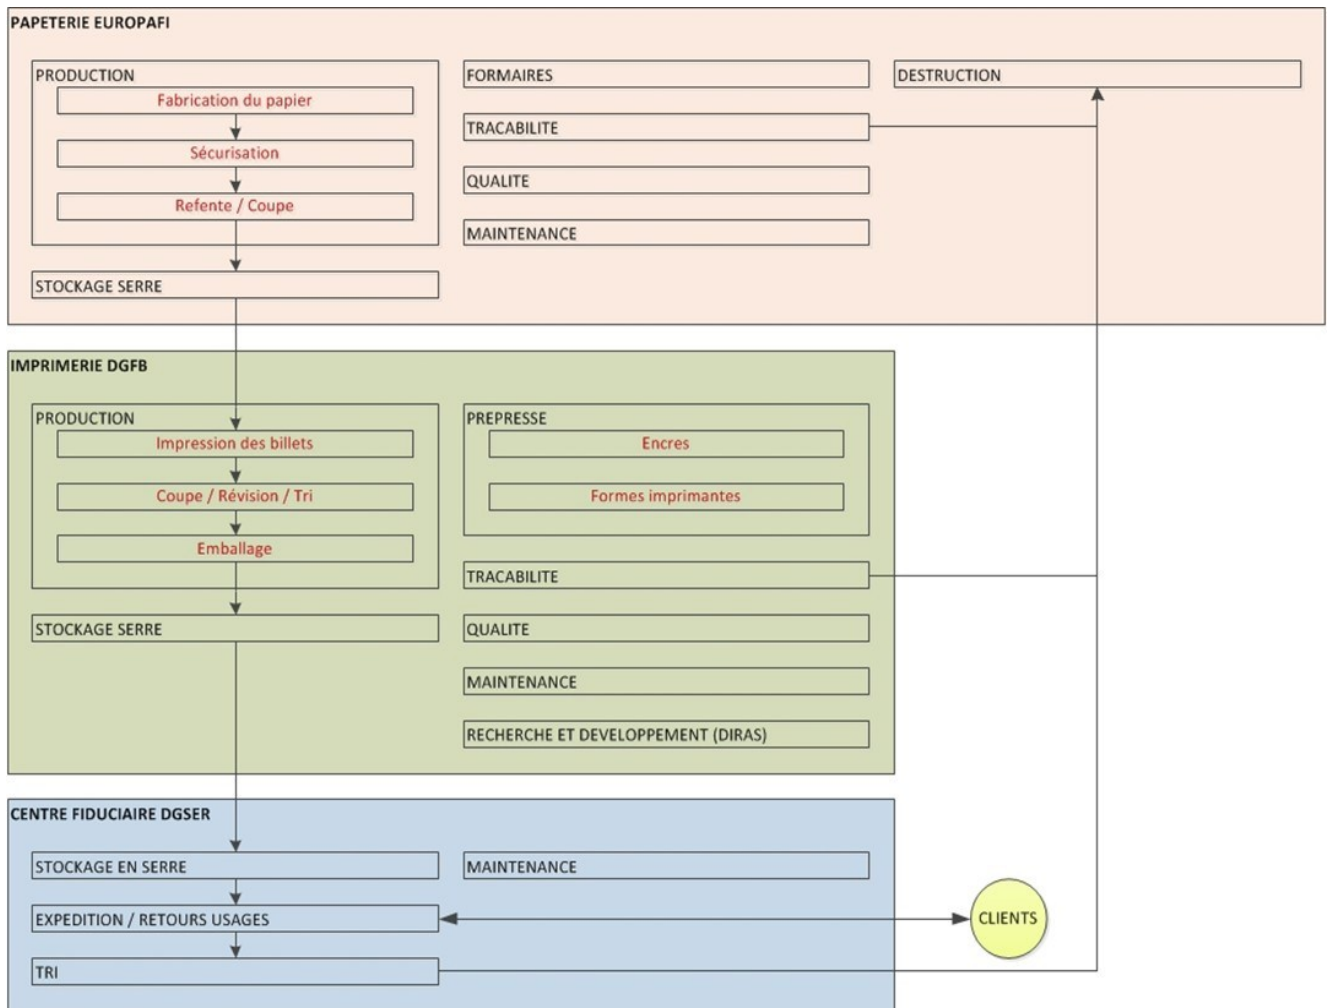 PAPETERIE EUROPAFI
PRODUCTION
Fabrication du papier
Sécurisation
Refente / Coupe
STOCKAGE SERRE
FORMAIRES
TRACABILITE
QUALITE
MAINTENANCE
DESTRUCTION
IMPRIMERIE DGFB
PRODUCTION
Impression des billets
Coupe / Révision / Tri
Emballage
STOCKAGE SERRE
PREPRESSE
Encres
Formes imprimantes
TRACABILITE
QUALITE
MAINTENANCE
RECHERCHE ET DEVELOPPEMENT (DIRAS)
CENTRE FIDUCIAIRE DGSER
STOCKAGE EN SERRE
EXPEDITION / RETOURS USAGES
TRI
MAINTENANCE
CLIENTS